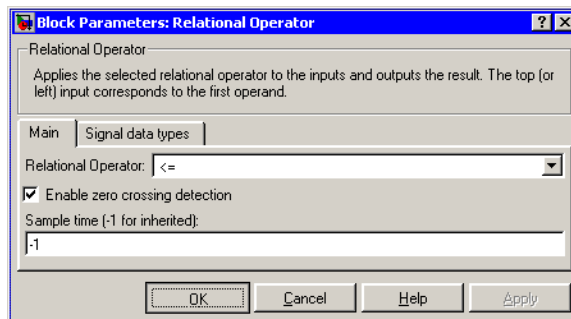 Block Parameters: Relational Operator
Relational Operator
Applies the selected relational operator to the inputs and outputs the result. The top (or
left) input corresponds to the first operand.
Main
Signal data types
Relational Operator: <=
Enable zero crossing detection
Sample time (-1 for inherited):
-1
OK
Cancel
Help
Apply